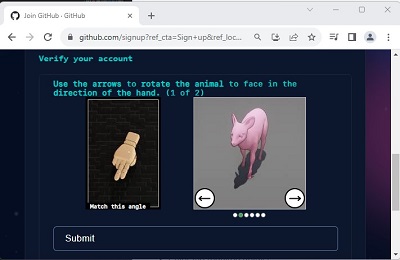 Join GitHub · GitHub
github.com/signup?ref_cta=Sign+up&ref_loc...
Verify your account
Use the arrows to rotate the animal to face in the
direction of the hand. (1 of 2)
Match this angle
Submit